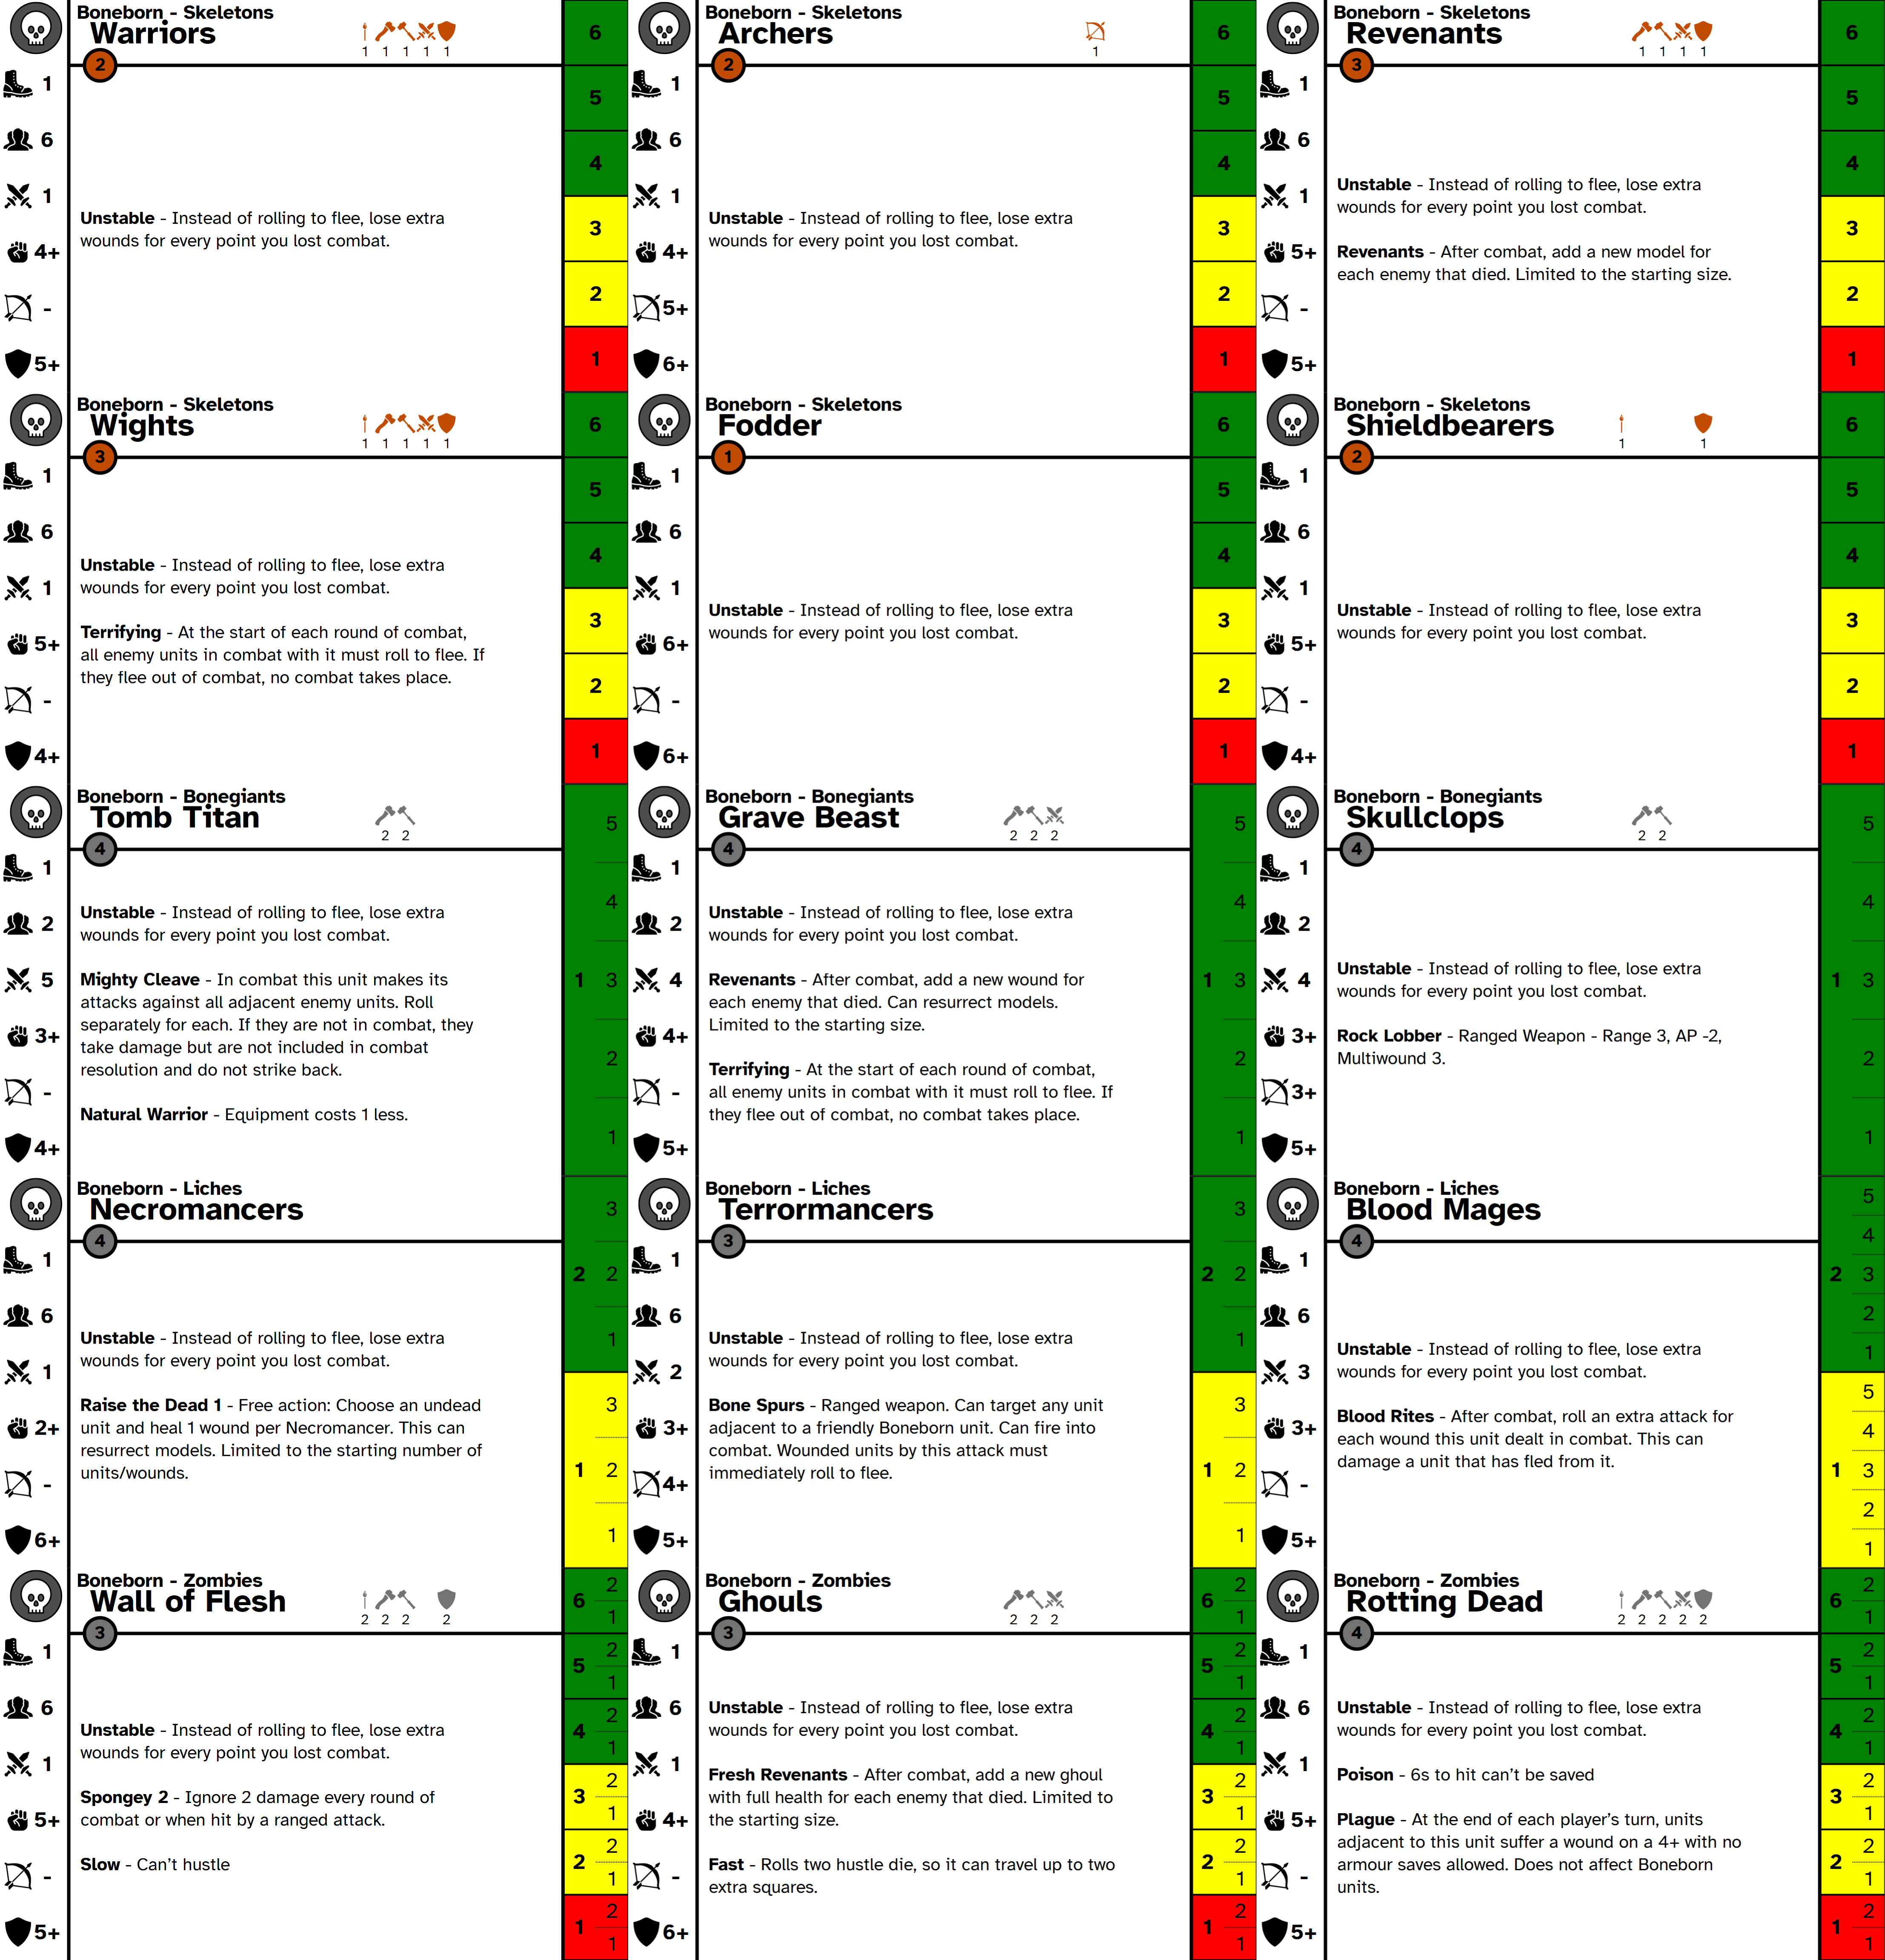 Boneborn - Skeletons
Warriors
1 1 1 1 1
2
1
6
1
4+
-
5+
Unstable - Instead of rolling to flee, lose extra
wounds for every point you lost combat.
6
5
4
3
2
1
Boneborn - Skeletons
Archers
1
2
1
6
1
4+
5+
6+
Unstable - Instead of rolling to flee, lose extra
wounds for every point you lost combat.
6
5
4
3
2
1
Boneborn - Skeletons
Revenants
1 1 1 1
3
1
6
1
5+
-
5+
Unstable - Instead of rolling to flee, lose extra
wounds for every point you lost combat.
Revenants - After combat, add a new model for
each enemy that died. Limited to the starting size.
6
5
4
3
2
1
Boneborn - Skeletons
Wights
1 1 1 1 1
3
1
6
1
5+
-
4+
Unstable - Instead of rolling to flee, lose extra
wounds for every point you lost combat.
Terrifying - At the start of each round of combat,
all enemy units in combat with it must roll to flee. If
they flee out of combat, no combat takes place.
6
5
4
3
2
1
Boneborn - Skeletons
Fodder
1
1
6
1
6+
-
6+
Unstable - Instead of rolling to flee, lose extra
wounds for every point you lost combat.
6
5
4
3
2
1
Boneborn - Skeletons
Shieldbearers
1 1
2
1
6
1
5+
-
4+
Unstable - Instead of rolling to flee, lose extra
wounds for every point you lost combat.
6
5
4
3
2
1
Boneborn - Bonegiants
Tomb Titan
2 2
4
1
2
5
3+
-
4+
Unstable - Instead of rolling to flee, lose extra
wounds for every point you lost combat.
Mighty Cleave - In combat this unit makes its
attacks against all adjacent enemy units. Roll
separately for each. If they are not in combat, they
take damage but are not included in combat
resolution and do not strike back.
Natural Warrior - Equipment costs 1 less.
5
4
1 3
2
1
Boneborn - Bonegiants
Grave Beast
2 2 2
4
1
2
4
4+
-
5+
Unstable - Instead of rolling to flee, lose extra
wounds for every point you lost combat.
Revenants - After combat, add a new wound for
each enemy that died. Can resurrect models.
Limited to the starting size.
Terrifying - At the start of each round of combat,
all enemy units in combat with it must roll to flee. If
they flee out of combat, no combat takes place.
5
4
1 3
2
1
Boneborn - Bonegiants
Skullclops
2 2
4
1
2
4
3+
3+
5+
Unstable - Instead of rolling to flee, lose extra
wounds for every point you lost combat.
Rock Lobber - Ranged Weapon - Range 3, AP -2,
Multiwound 3.
5
4
1 3
2
1
Boneborn - Liches
Necromancers
4
1
6
1
2+
-
6+
Unstable - Instead of rolling to flee, lose extra
wounds for every point you lost combat.
Raise the Dead 1 - Free action: Choose an undead
unit and heal 1 wound per Necromancer. This can
resurrect models. Limited to the starting number of
units/wounds.
3
2 2
1
3
1 2
1
Boneborn - Liches
Terrormancers
3
1
6
2
3+
4+
5+
Unstable - Instead of rolling to flee, lose extra
wounds for every point you lost combat.
Bone Spurs - Ranged weapon. Can target any unit
adjacent to a friendly Boneborn unit. Can fire into
combat. Wounded units by this attack must
immediately roll to flee.
3
2 2
1
3
1 2
1
Boneborn - Liches
Blood Mages
4
1
6
3
3+
-
5+
Unstable - Instead of rolling to flee, lose extra
wounds for every point you lost combat.
Blood Rites - After combat, roll an extra attack for
each wound this unit dealt in combat. This can
damage a unit that has fled from it.
5
4
2 3
2
1
5
4
1 3
2
1
Boneborn - Zombies
Wall of Flesh
2 2 2 2
3
1
6
1
5+
-
5+
Unstable - Instead of rolling to flee, lose extra
wounds for every point you lost combat.
Spongey 2 - Ignore 2 damage every round of
combat or when hit by a ranged attack.
Slow - Can't hustle
6 2 1
5 2 1
4 2 1
3 2 1
2 2 1
1 2 1
Boneborn - Zombies
Ghouls
2 2 2
3
1
6
1
4+
-
6+
Unstable - Instead of rolling to flee, lose extra
wounds for every point you lost combat.
Fresh Revenants - After combat, add a new ghoul
with full health for each enemy that died. Limited to
the starting size.
Fast - Rolls two hustle die, so it can travel up to two
extra squares.
6 2 1
5 2 1
4 2 1
3 2 1
2 2 1
1 2 1
Boneborn - Zombies
Rotting Dead
2 2 2 2 2
4
1
6
1
5+
-
5+
Unstable - Instead of rolling to flee, lose extra
wounds for every point you lost combat.
Poison - 6s to hit can't be saved
Plague - At the end of each player's turn, units
adjacent to this unit suffer a wound on a 4+ with no
armour saves allowed. Does not affect Boneborn
units.
6 2 1
5 2 1
4 2 1
3 2 1
2 2 1
1 2 1